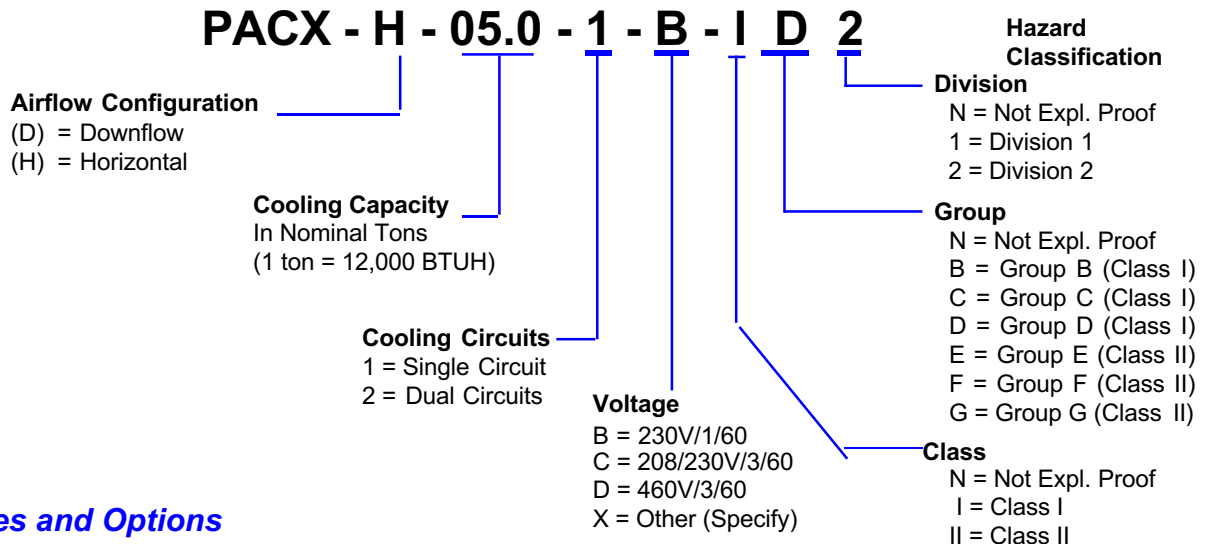 PACX - H - 05.0 - 1 - B - I D 2
Hazard
Classification
Airflow Configuration
(D) = Downflow
(H) = Horizontal
Cooling Capacity
In Nominal Tons
(1 ton = 12,000 BTUH)
Cooling Circuits
1 = Single Circuit
2 = Dual Circuits
Voltage
B = 230V/1/60
C = 208/230V/3/60
D = 460V/3/60
X = Other (Specify)
Division
N = Not Expl. Proof
1 = Division 1
2 = Division 2
Group
N = Not Expl. Proof
B = Group B (Class I)
C = Group C (Class I)
D = Group D (Class I)
E = Group E (Class II)
F = Group F (Class II)
G = Group G (Class II)
Class
N = Not Expl. Proof
I = Class I
II = Class II
es and Options